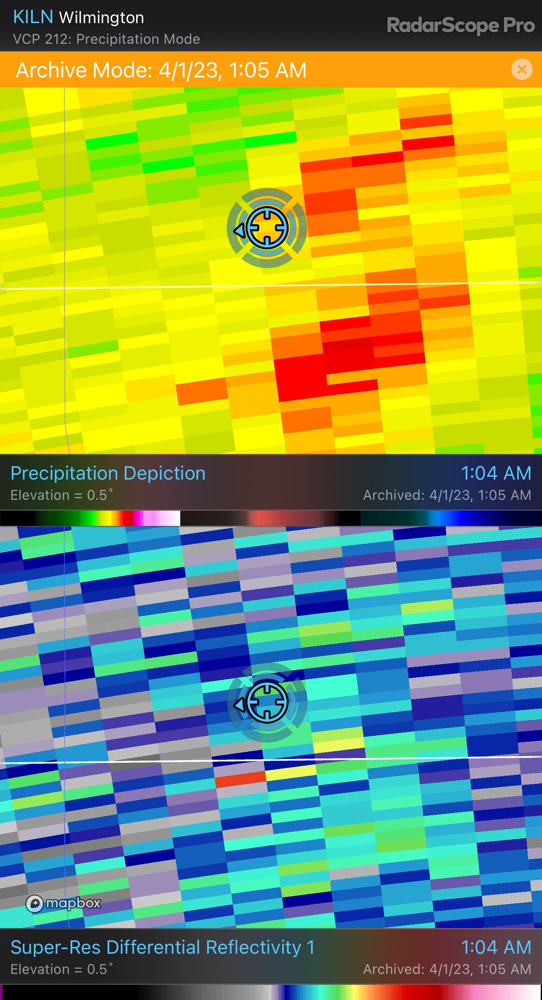 KILN Wilmington
RadarScope Pro
VCP 212: Precipitation Mode
Archive Mode: 4/1/23, 1:05 AM
Precipitation Depiction
1:04 AM
Elevation = 0.5°
Archived: 4/1/23, 1:05 AM
mapbox
Super-Res Differential Reflectivity 1
1:04 AM
Elevation = 0.5°
Archived: 4/1/23, 1:05 AM